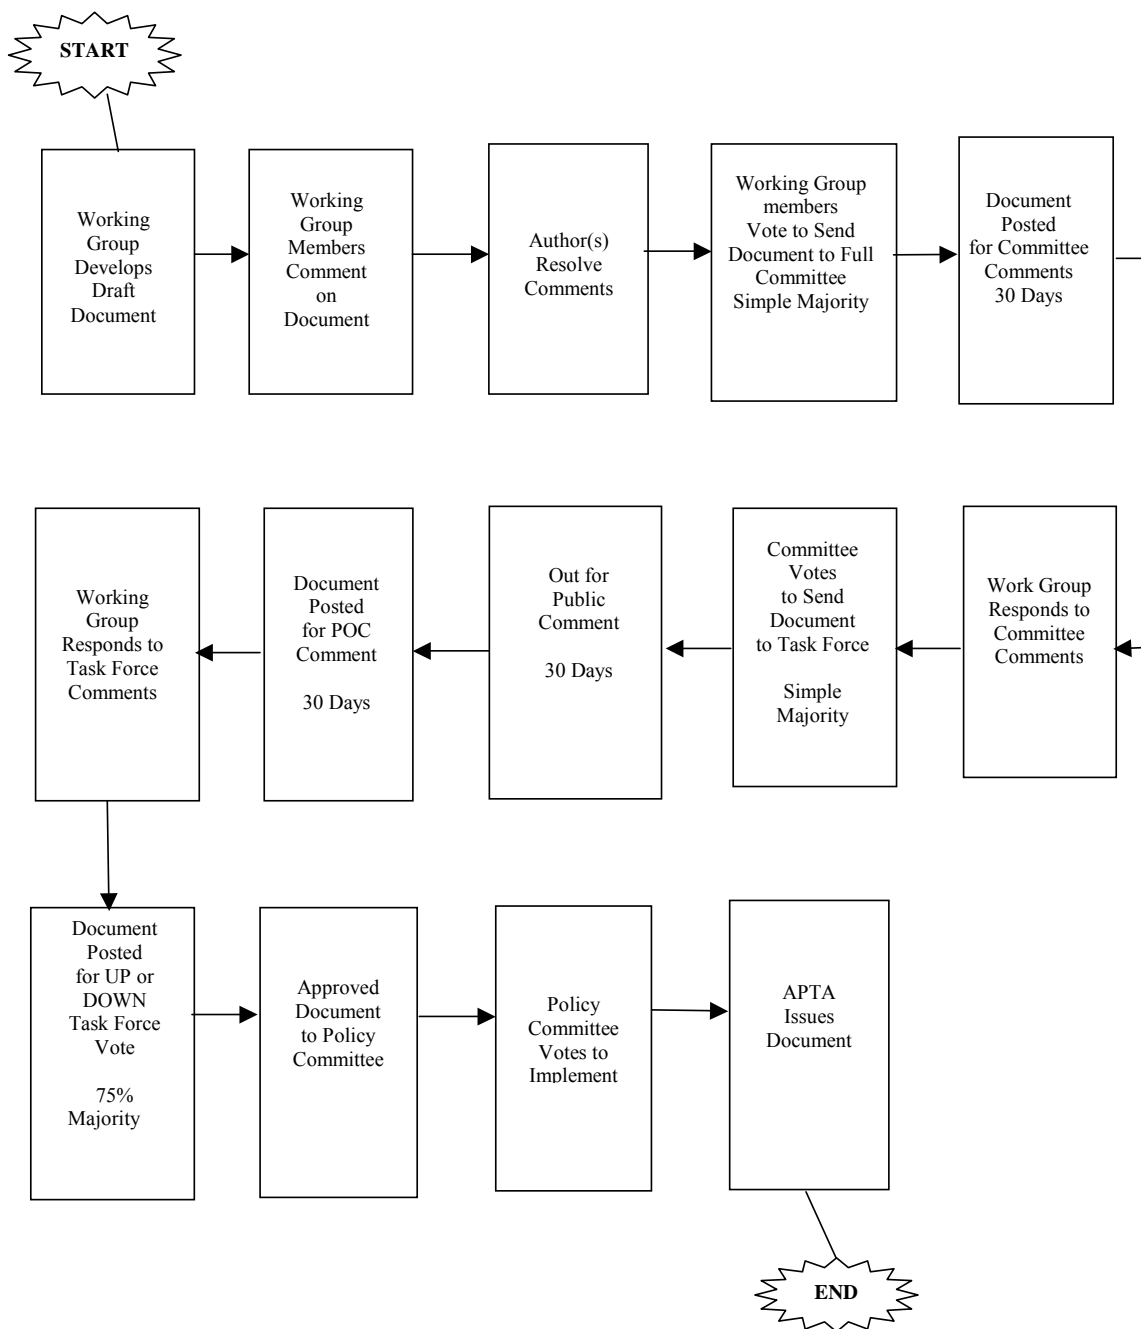 START
Working
Group
Develops
Draft
Document
Working
Group
Members
Comment
on
Document
Author(s)
Resolve
Comments
Working Group
members
Vote to Send
Document to Full
Committee
Simple Majority
Document
Posted
for Committee
Comments
30 Days
Work Group
Responds to
Committee
Comments
Committee
Votes
to Send
Document
to Task Force
Simple
Majority
Out for
Public
Comment
30 Days
Document
Posted
for POC
Comment
30 Days
Working
Group
Responds to
Task Force
Comments
Document
Posted
for UP or
DOWN
Task Force
Vote
75%
Majority
Approved
Document
to Policy
Committee
Policy
Committee
Votes to
Implement
APTA
Issues
Document
END